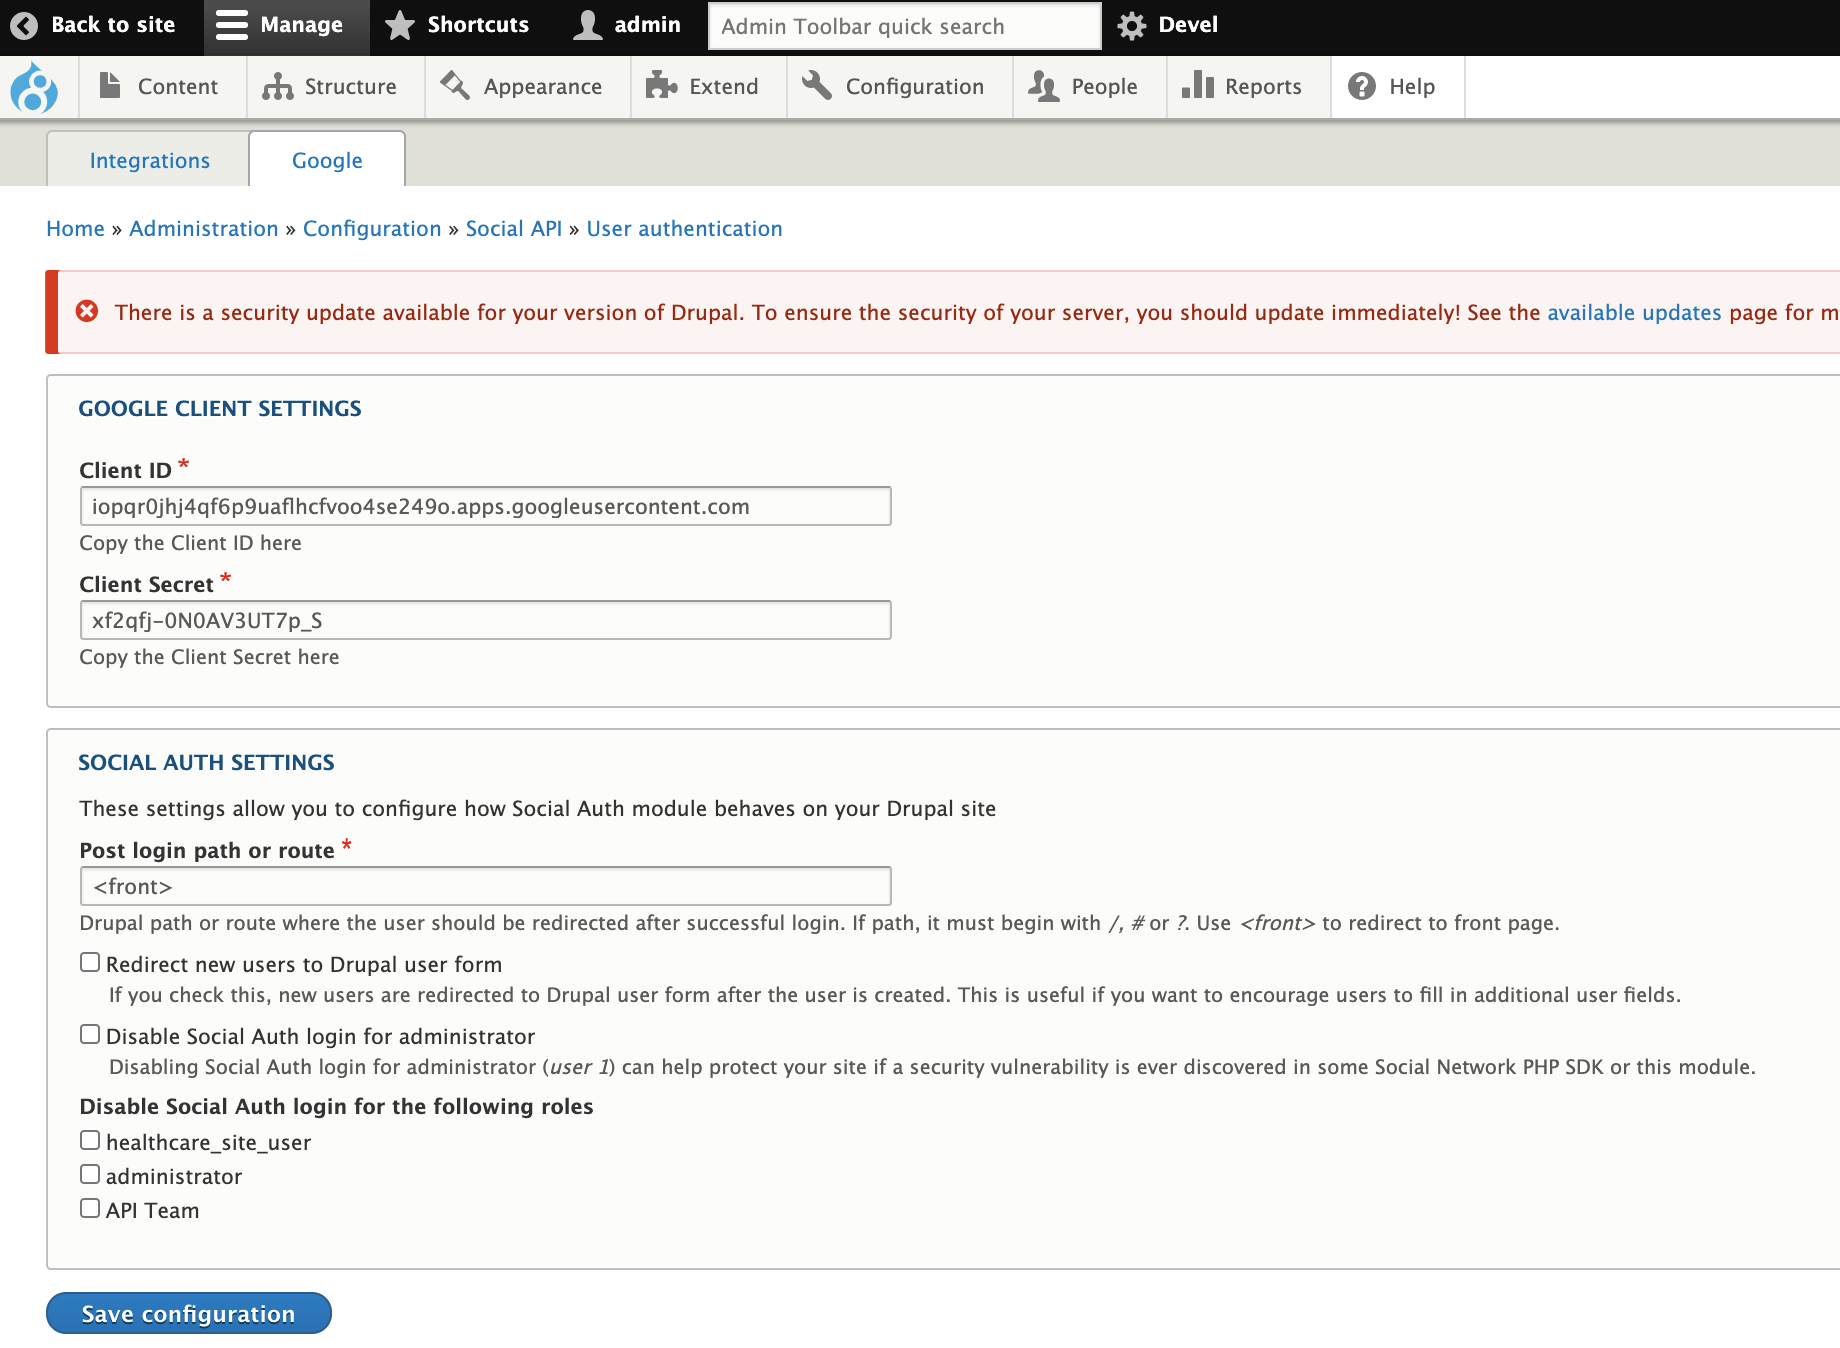 Back to site Manage Shortcuts admin Admin Toolbar quick search Devel
Content Structure Appearance Extend Configuration People Reports Help
Integrations Google
Home » Administration » Configuration » Social API » User authentication
There is a security update available for your version of Drupal. To ensure the security of your server, you should update immediately! See the available updates page for m
GOOGLE CLIENT SETTINGS
Client ID *
iopqr0jhj4qf6p9uaflhcfvoo4se249o.apps.googleusercontent.com
Copy the Client ID here
Client Secret *
xf2qfj-0N0AV3UT7p_S
Copy the Client Secret here
SOCIAL AUTH SETTINGS
These settings allow you to configure how Social Auth module behaves on your Drupal site
Post login path or route *
<front>
Drupal path or route where the user should be redirected after successful login. If path, it must begin with /, # or ?. Use <front> to redirect to front page.
Redirect new users to Drupal user form
If you check this, new users are redirected to Drupal user form after the user is created. This is useful if you want to encourage users to fill in additional user fields.
Disable Social Auth login for administrator
Disabling Social Auth login for administrator (user 1) can help protect your site if a security vulnerability is ever discovered in some Social Network PHP SDK or this module.
Disable Social Auth login for the following roles
healthcare_site_user
administrator
API Team
Save configuration